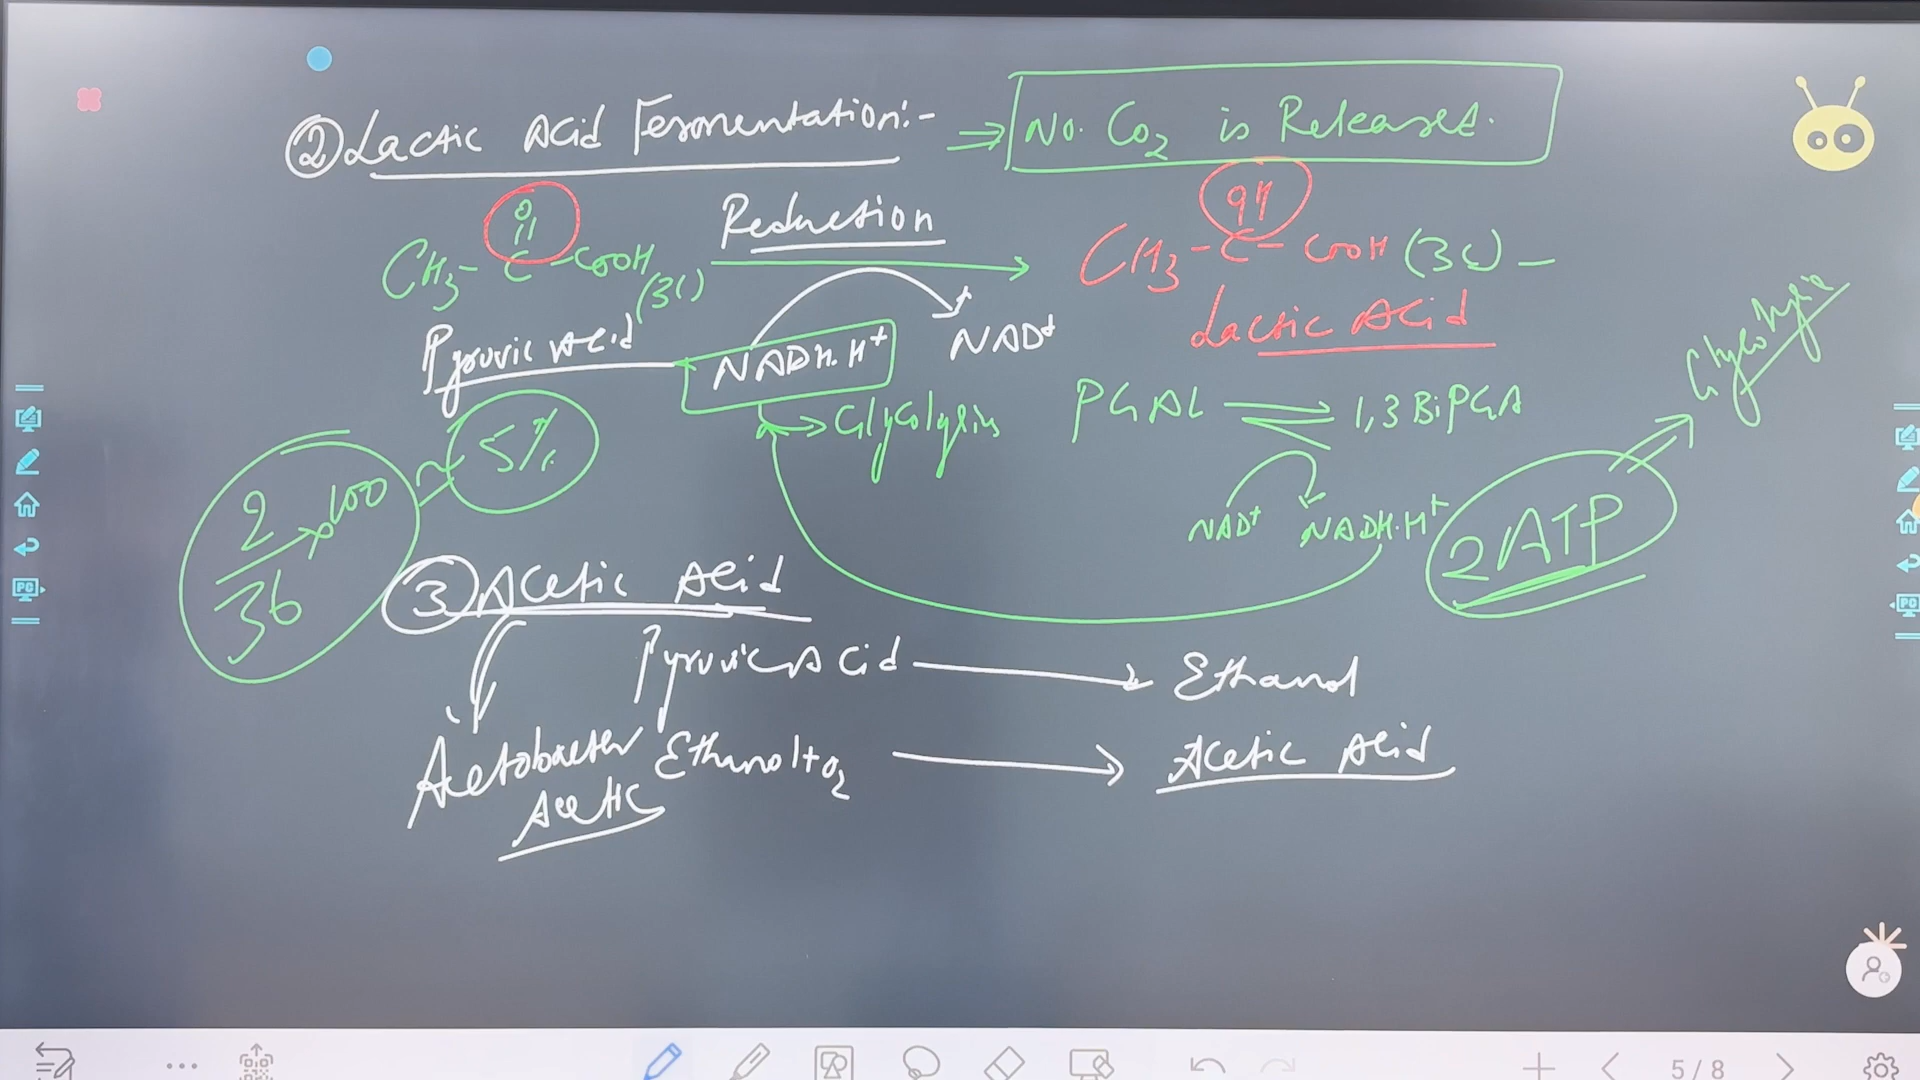 ② Lactic Acid Fermentation:- ⇒ No. CO2 is Released.
O OH
CH3 - C - COOH (3C) Reduction CH3 - C - COOH (3C) -
Pyruvic Acid NADH.H+ NAD+ Lactic Acid
→ Glycolysis PGAL 1,3 BiPGA Glycolysis
2/36 × 100 5%
NAD+ NADH.H+ 2ATP
③ Acetic Acid
Pyruvic Acid → Ethanol
Acetobacter Ethanol + O2 → Acetic Acid
5/8